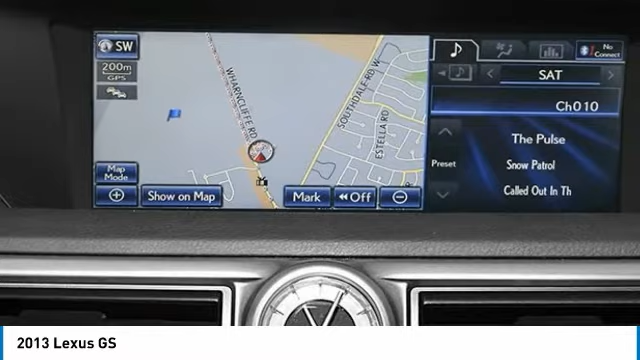 SW
200m
GPS
WHARNCLIFFE RD
SOUTHDALE RD W
ESTELLA RD
Map
Mode
Show on Map
Mark
Off
No
Connect
SAT
Ch010
The Pulse
Preset
Snow Patrol
Called Out In Th
2013 Lexus GS